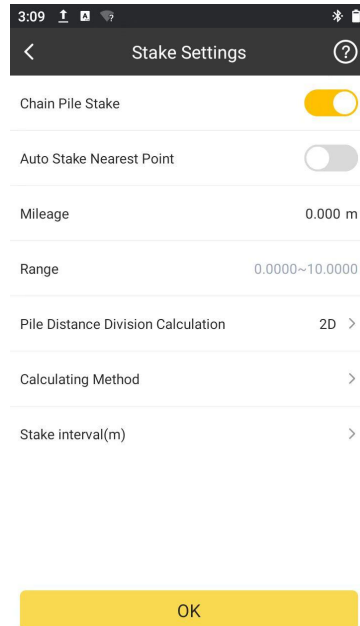 3:09
Stake Settings
Chain Pile Stake
Auto Stake Nearest Point
Mileage 0.000 m
Range 0.0000~10.0000
Pile Distance Division Calculation 2D
Calculating Method
Stake interval(m)
OK